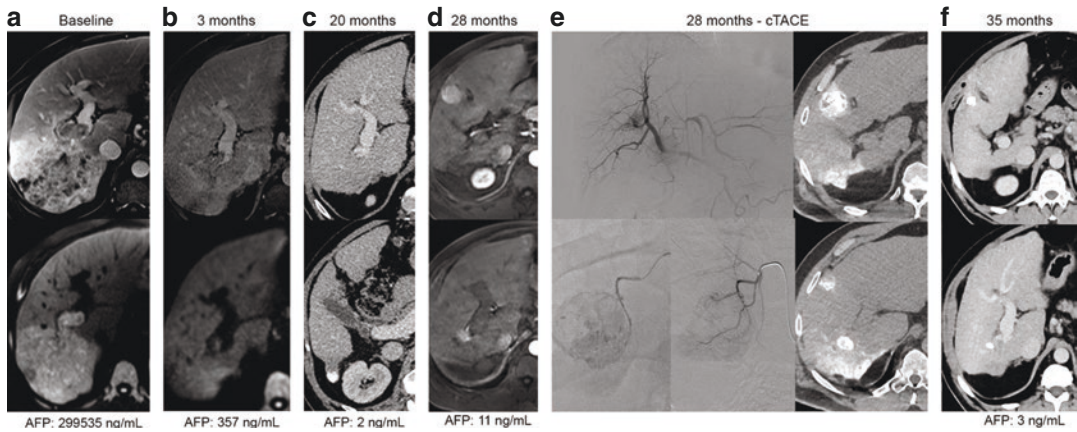 a Baseline b 3 months c 20 months d 28 months e 28 months - cTACE f 35 months
AFP: 299535 ng/mL AFP: 357 ng/mL AFP: 2 ng/mL AFP: 11 ng/mL AFP: 3 ng/mL